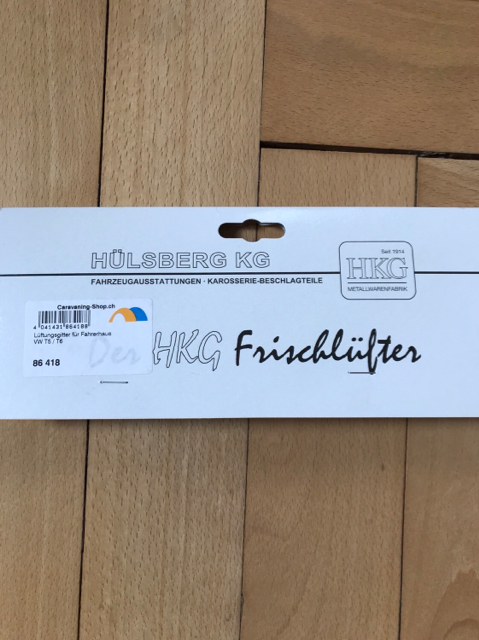 HÜLSBERG KG
FAHRZEUGAUSSTATTUNGEN · KAROSSERIE-BESCHLAGTEILE
Seit 1914
HKG
METALLWARENFABRIK
Caravaning-Shop.ch
4 041431 864189
Lüftungsgitter für Fahrerhaus
VW T5 / T6
86 418
Der HKG Frischlüfter